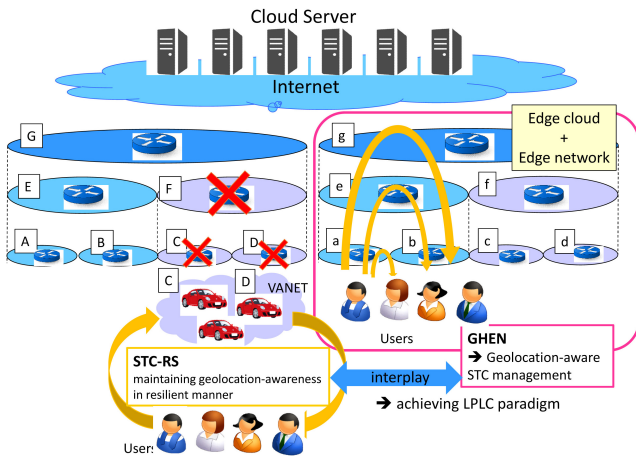 Cloud Server
Internet
G
g
Edge cloud
+
Edge network
E
F
e
f
A
B
C
D
a
b
c
d
C
D
VANET
Users
STC-RS
maintaining geolocation-awareness
in resilient manner
interplay
GHEN
➔ Geolocation-aware
STC management
➔ achieving LPLC paradigm
Users